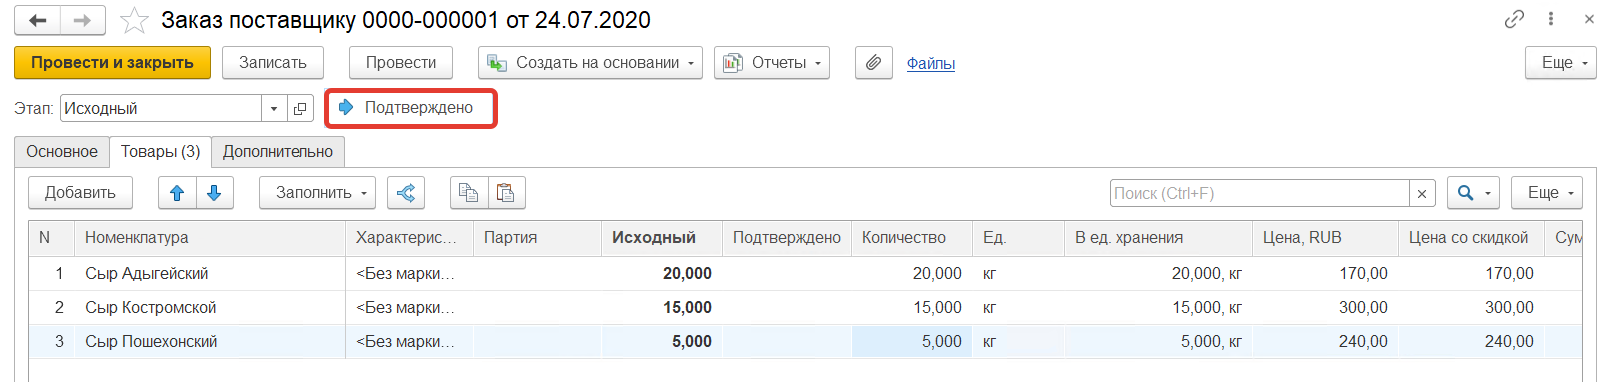 Заказ поставщику 0000-000001 от 24.07.2020
Провести и закрыть Записать Провести Создать на основании Отчеты Файлы Еще
Этап: Исходный Подтверждено
Основное Товары (3) Дополнительно
Добавить Заполнить Поиск (Ctrl+F) × Еще
N Номенклатура Характерис... Партия Исходный Подтверждено Количество Ед. В ед. хранения Цена, RUB Цена со скидкой Сум
1 Сыр Адыгейский <Без марки... 20,000 20,000 кг 20,000, кг 170,00 170,00
2 Сыр Костромской <Без марки... 15,000 15,000 кг 15,000, кг 300,00 300,00
3 Сыр Пошехонский <Без марки... 5,000 5,000 кг 5,000, кг 240,00 240,00